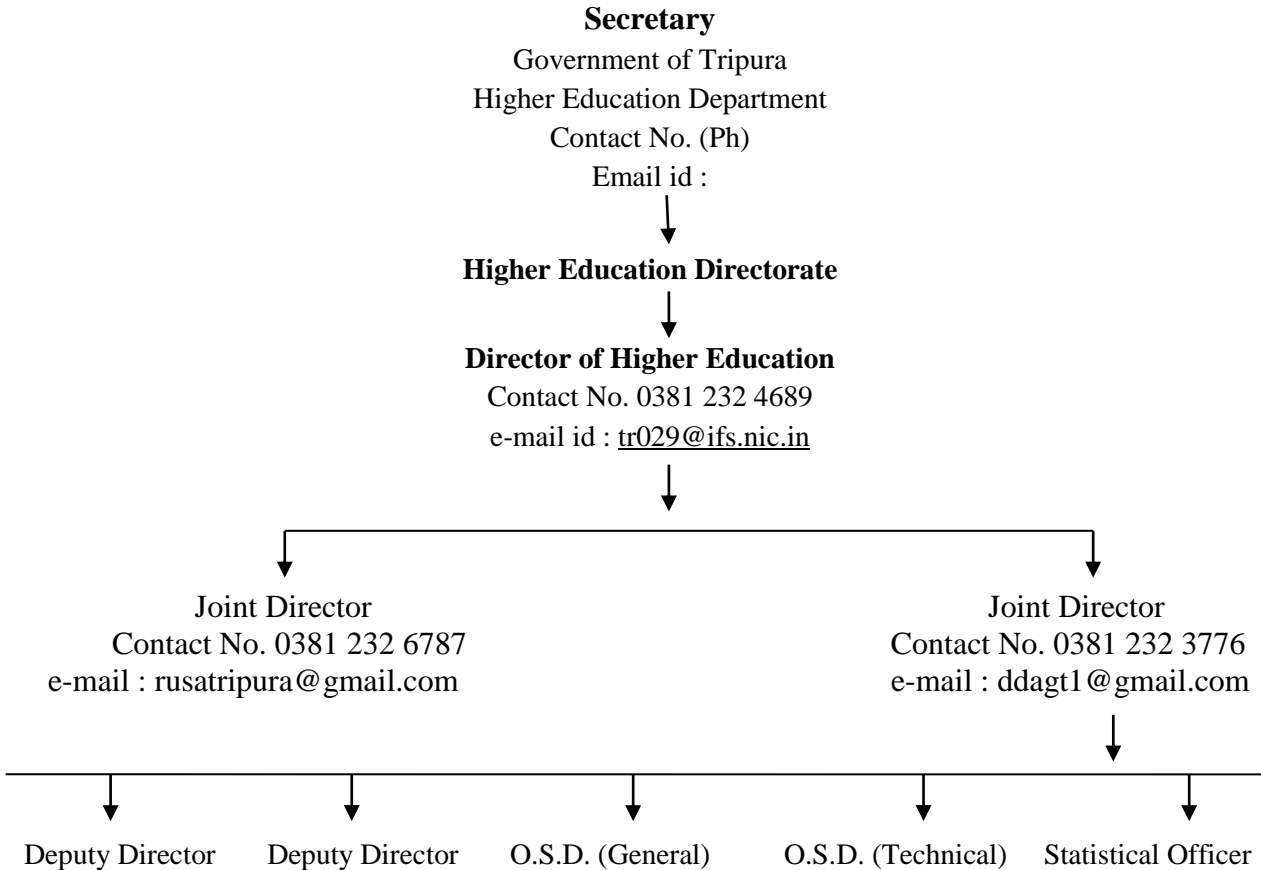 Secretary
Government of Tripura
Higher Education Department
Contact No. (Ph)
Email id :
Higher Education Directorate
Director of Higher Education
Contact No. 0381 232 4689
e-mail id : tr029@ifs.nic.in
Joint Director
Contact No. 0381 232 6787
e-mail : rusatripura@gmail.com
Joint Director
Contact No. 0381 232 3776
e-mail : ddagt1@gmail.com
Deputy Director
Deputy Director
O.S.D. (General)
O.S.D. (Technical)
Statistical Officer